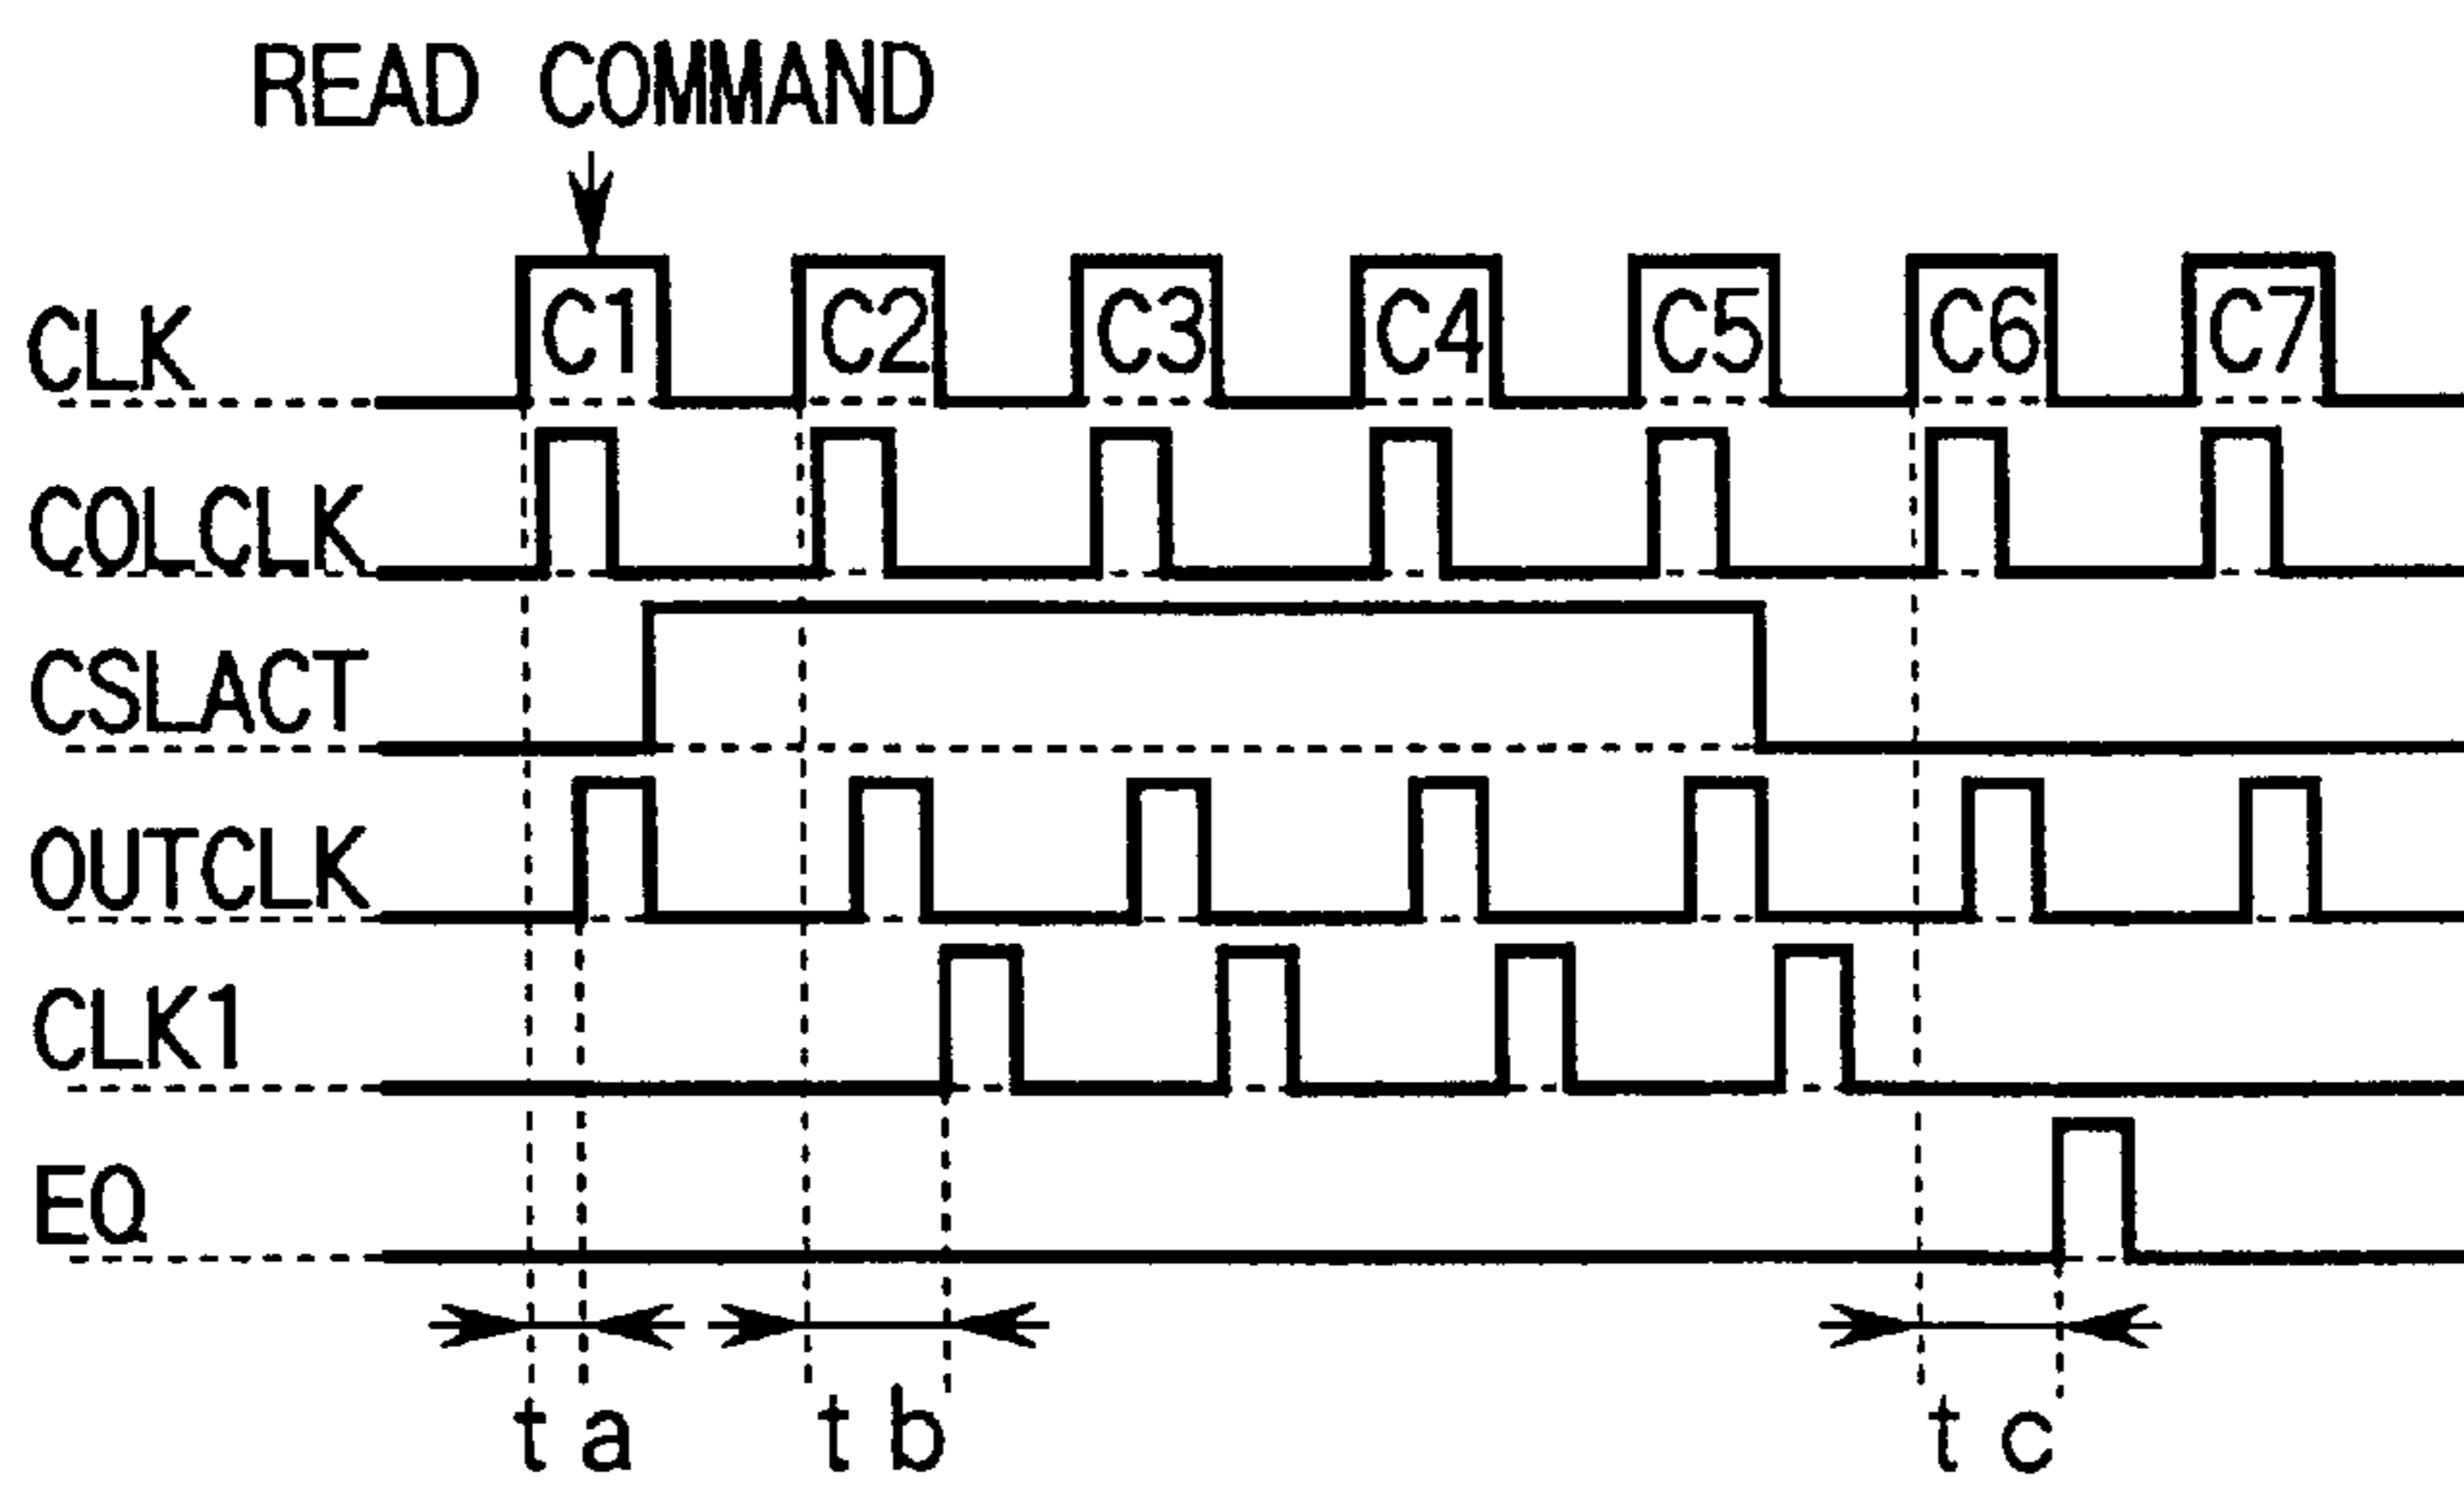 READ COMMAND
CLK C1 C2 C3 C4 C5 C6 C7
COLCLK
CSLACT
OUTCLK
CLK1
EQ
ta tb tc